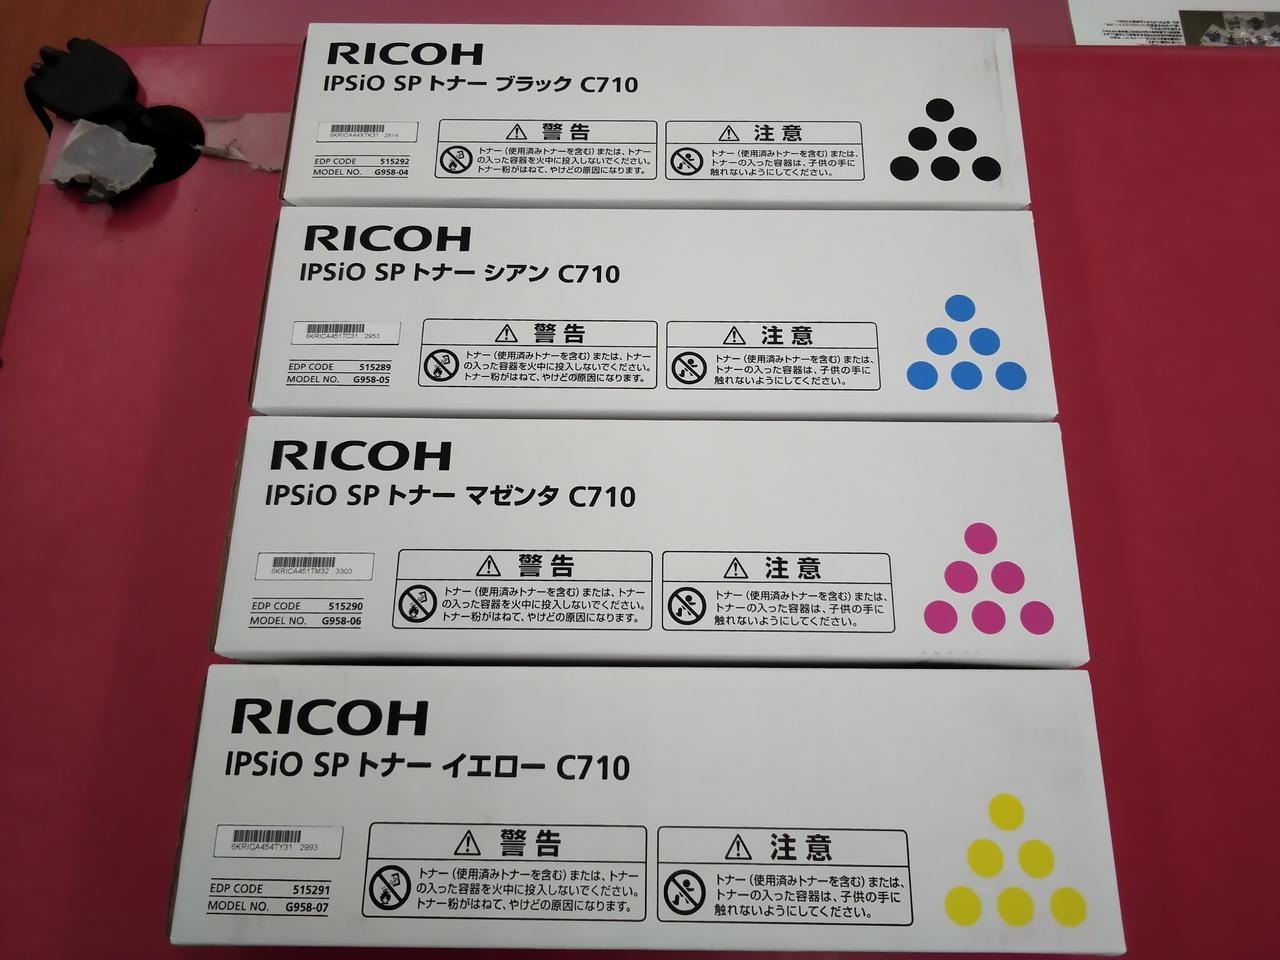 RICOH
IPSiO SP トナー ブラック C710
6KRICA44XTK31 2814
EDP CODE 515292
MODEL NO. G958-04
警告
トナー（使用済みトナーを含む）または、トナー
の入った容器を火中に投入しないでください。
トナー粉がはねて、やけどの原因になります。
注意
トナー（使用済みトナーを含む）または、
トナーの入った容器は、子供の手に
触れないようにしてください。
RICOH
IPSiO SP トナー シアン C710
6KRICA451TC31 2953
EDP CODE 515289
MODEL NO. G958-05
警告
トナー（使用済みトナーを含む）または、トナー
の入った容器を火中に投入しないでください。
トナー粉がはねて、やけどの原因になります。
注意
トナー（使用済みトナーを含む）または、
トナーの入った容器は、子供の手に
触れないようにしてください。
RICOH
IPSiO SP トナー マゼンタ C710
6KRICA451TM32 3303
EDP CODE 515290
MODEL NO. G958-06
警告
トナー（使用済みトナーを含む）または、トナー
の入った容器を火中に投入しないでください。
トナー粉がはねて、やけどの原因になります。
注意
トナー（使用済みトナーを含む）または、
トナーの入った容器は、子供の手に
触れないようにしてください。
RICOH
IPSiO SP トナー イエロー C710
6KRICA454TY31 2993
EDP CODE 515291
MODEL NO. G958-07
警告
トナー（使用済みトナーを含む）または、トナー
の入った容器を火中に投入しないでください。
トナー粉がはねて、やけどの原因になります。
注意
トナー（使用済みトナーを含む）または、
トナーの入った容器は、子供の手に
触れないようにしてください。